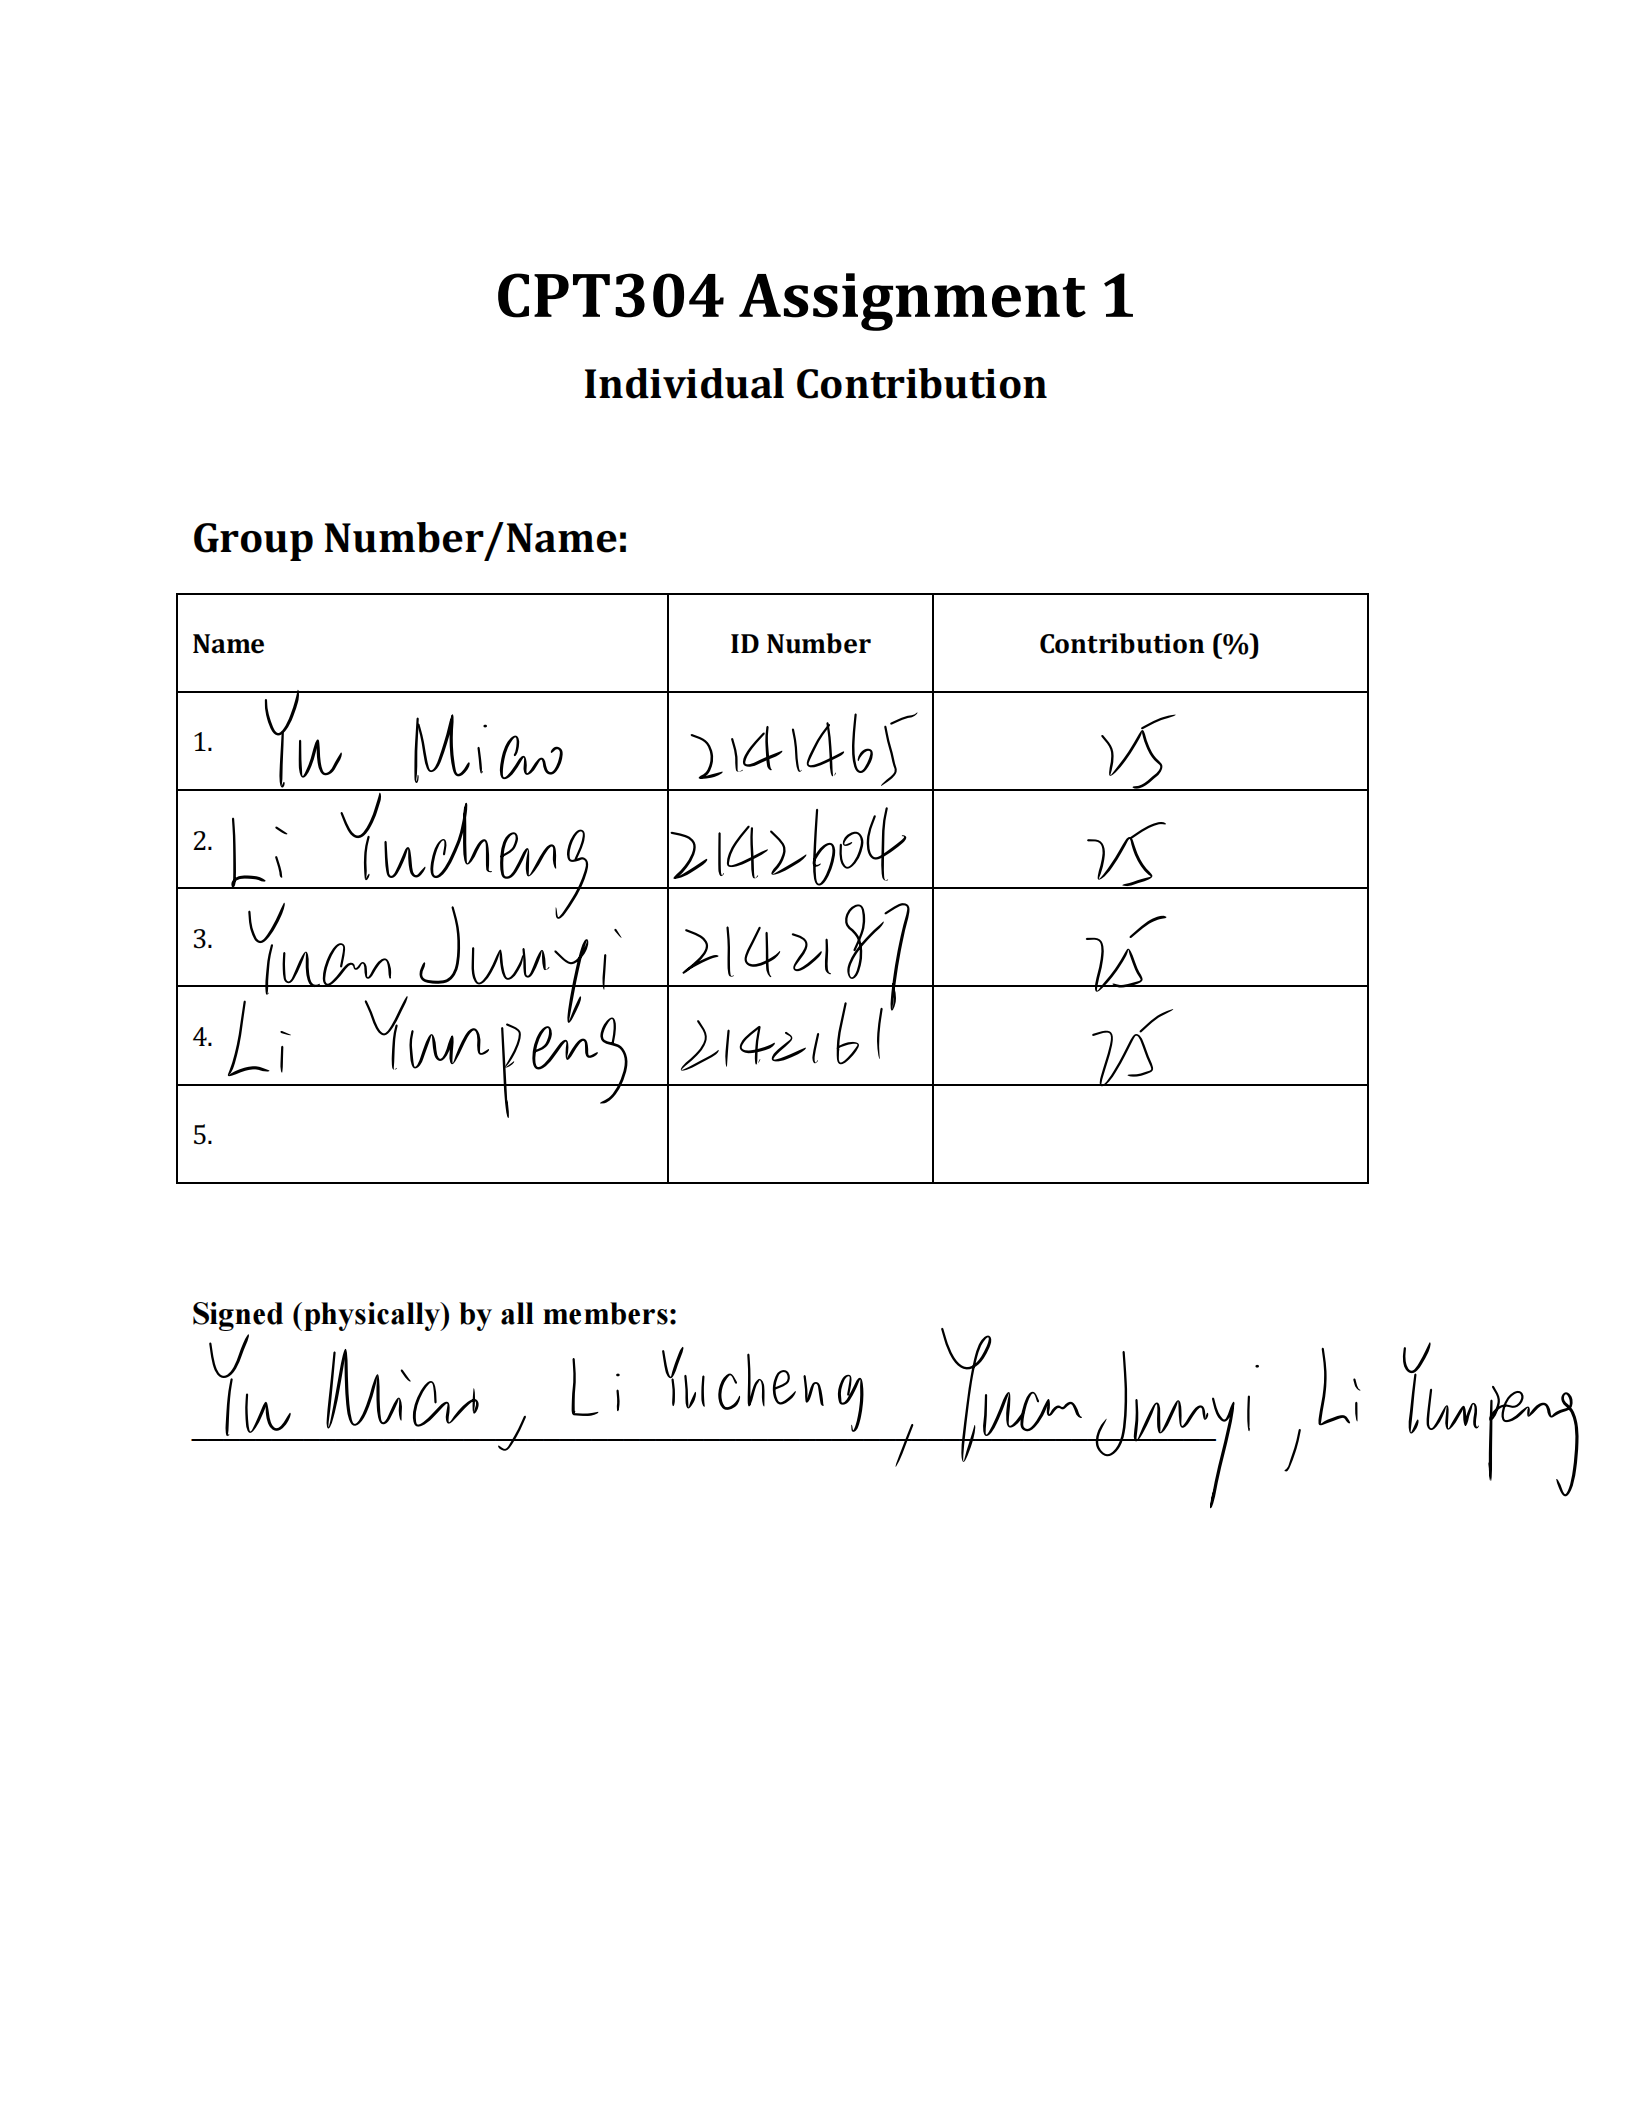 CPT304 Assignment 1
Individual Contribution
Group Number/Name:
Name ID Number Contribution (%)
1. Yu Miao 2141465 25
2. Li Yucheng 2142604 25
3. Yuan Junyi 2142187 25
4. Li Yunpeng 2142161 25
5.
Signed (physically) by all members:
Yu Miao, Li Yucheng, Yuan Junyi, Li Yunpeng